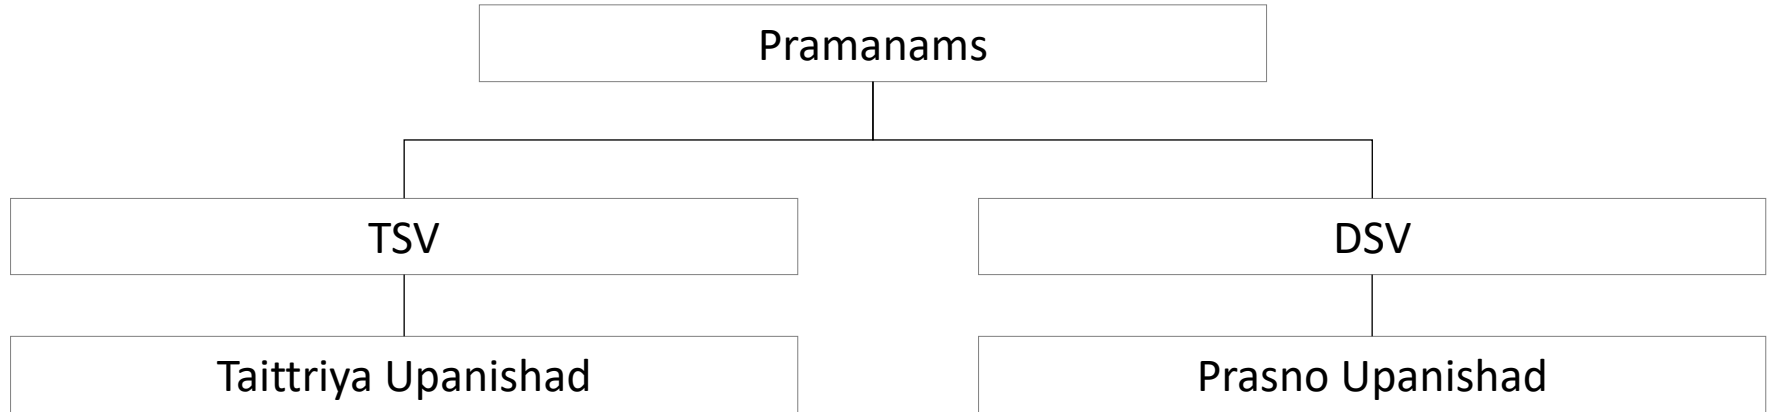 Pramanams
TSV
DSV
Taittriya Upanishad
Prasno Upanishad